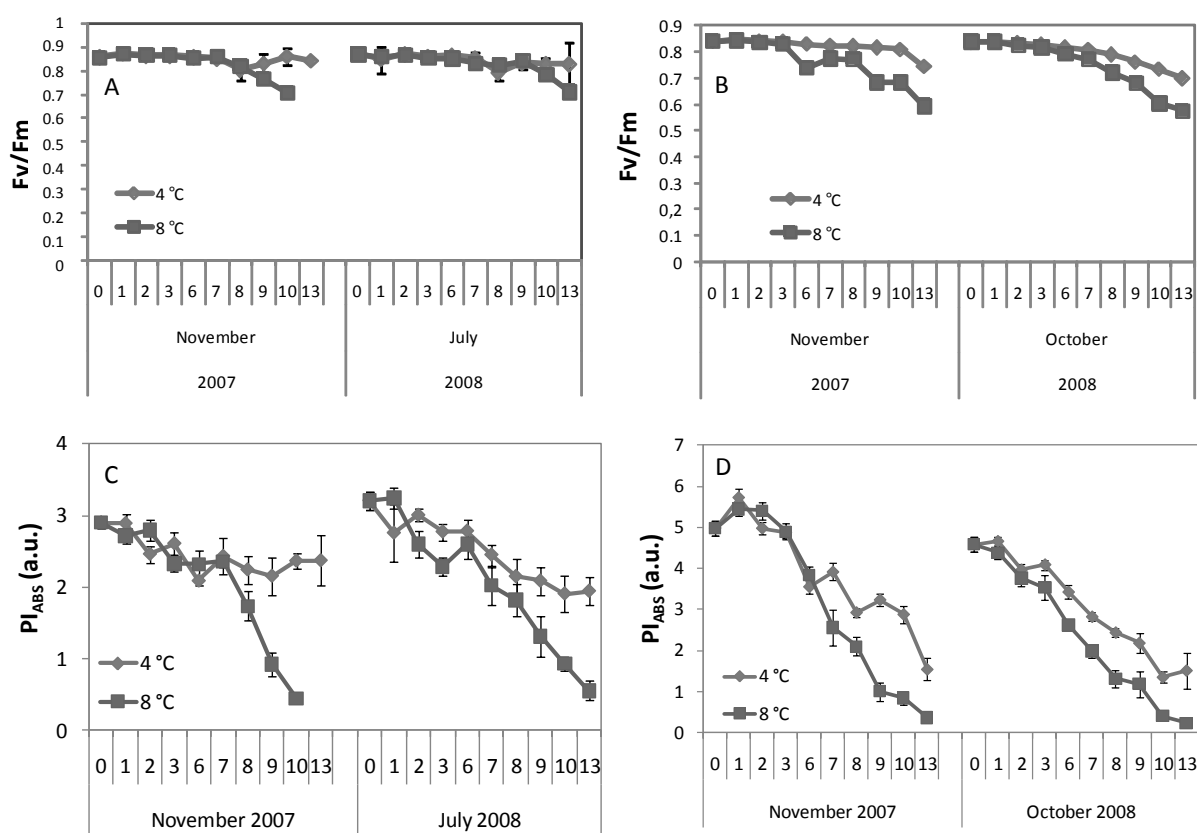 A
Fv/Fm
1
0.9
0.8
0.7
0.6
0.5
0.4
0.3
0.2
0.1
0
4 °C
8 °C
0 1 2 3 6 7 8 9 10 13 0 1 2 3 6 7 8 9 10 13
November July
2007 2008
B
Fv/Fm
1
0.9
0.8
0.7
0.6
0.5
0.4
0.3
0,2
0.1
0
4 °C
8 °C
0 1 2 3 6 7 8 9 10 13 0 1 2 3 6 7 8 9 10 13
November October
2007 2008
C
PIABS (a.u.)
4
3
2
1
0
4 °C
8 °C
0 1 2 3 6 7 8 9 10 13 0 1 2 3 6 7 8 9 10 13
November 2007 July 2008
D
PIABS (a.u.)
7
6
5
4
3
2
1
0
4 °C
8 °C
0 1 2 3 6 7 8 9 10 13 0 1 2 3 6 7 8 9 10 13
November 2007 October 2008